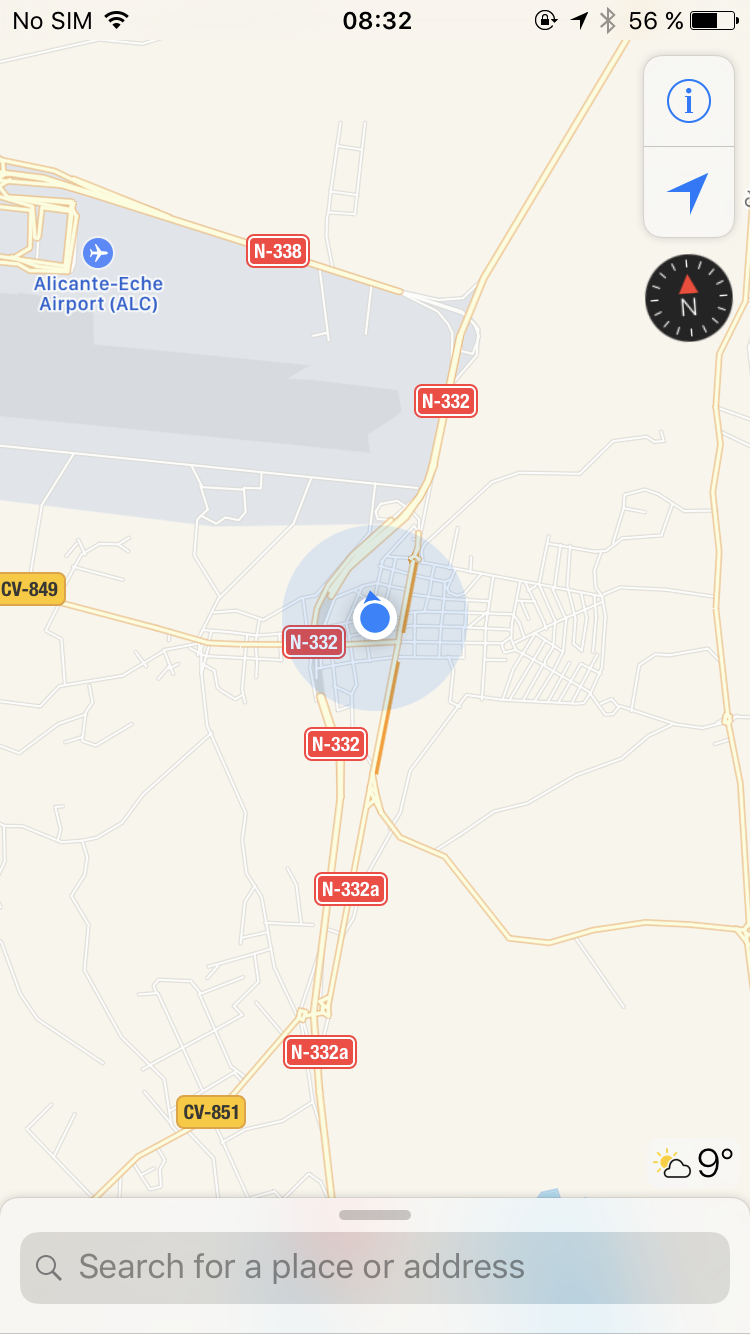 No SIM 08:32 56 %
i
N-338
Alicante-Eche
Airport (ALC)
N
N-332
CV-849
N-332
N-332
N-332a
N-332a
CV-851
9°
Search for a place or address